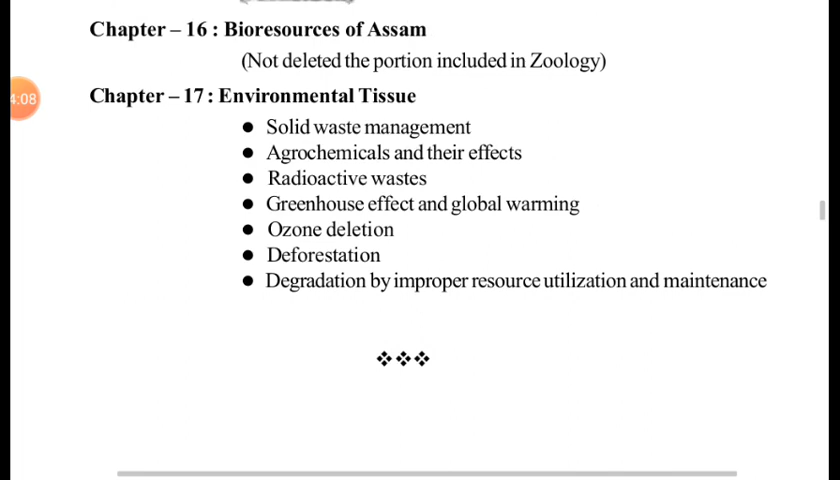 Chapter – 16 : Bioresources of Assam
(Not deleted the portion included in Zoology)
4:08
Chapter – 17 : Environmental Tissue
● Solid waste management
● Agrochemicals and their effects
● Radioactive wastes
● Greenhouse effect and global warming
● Ozone deletion
● Deforestation
● Degradation by improper resource utilization and maintenance
❖❖❖